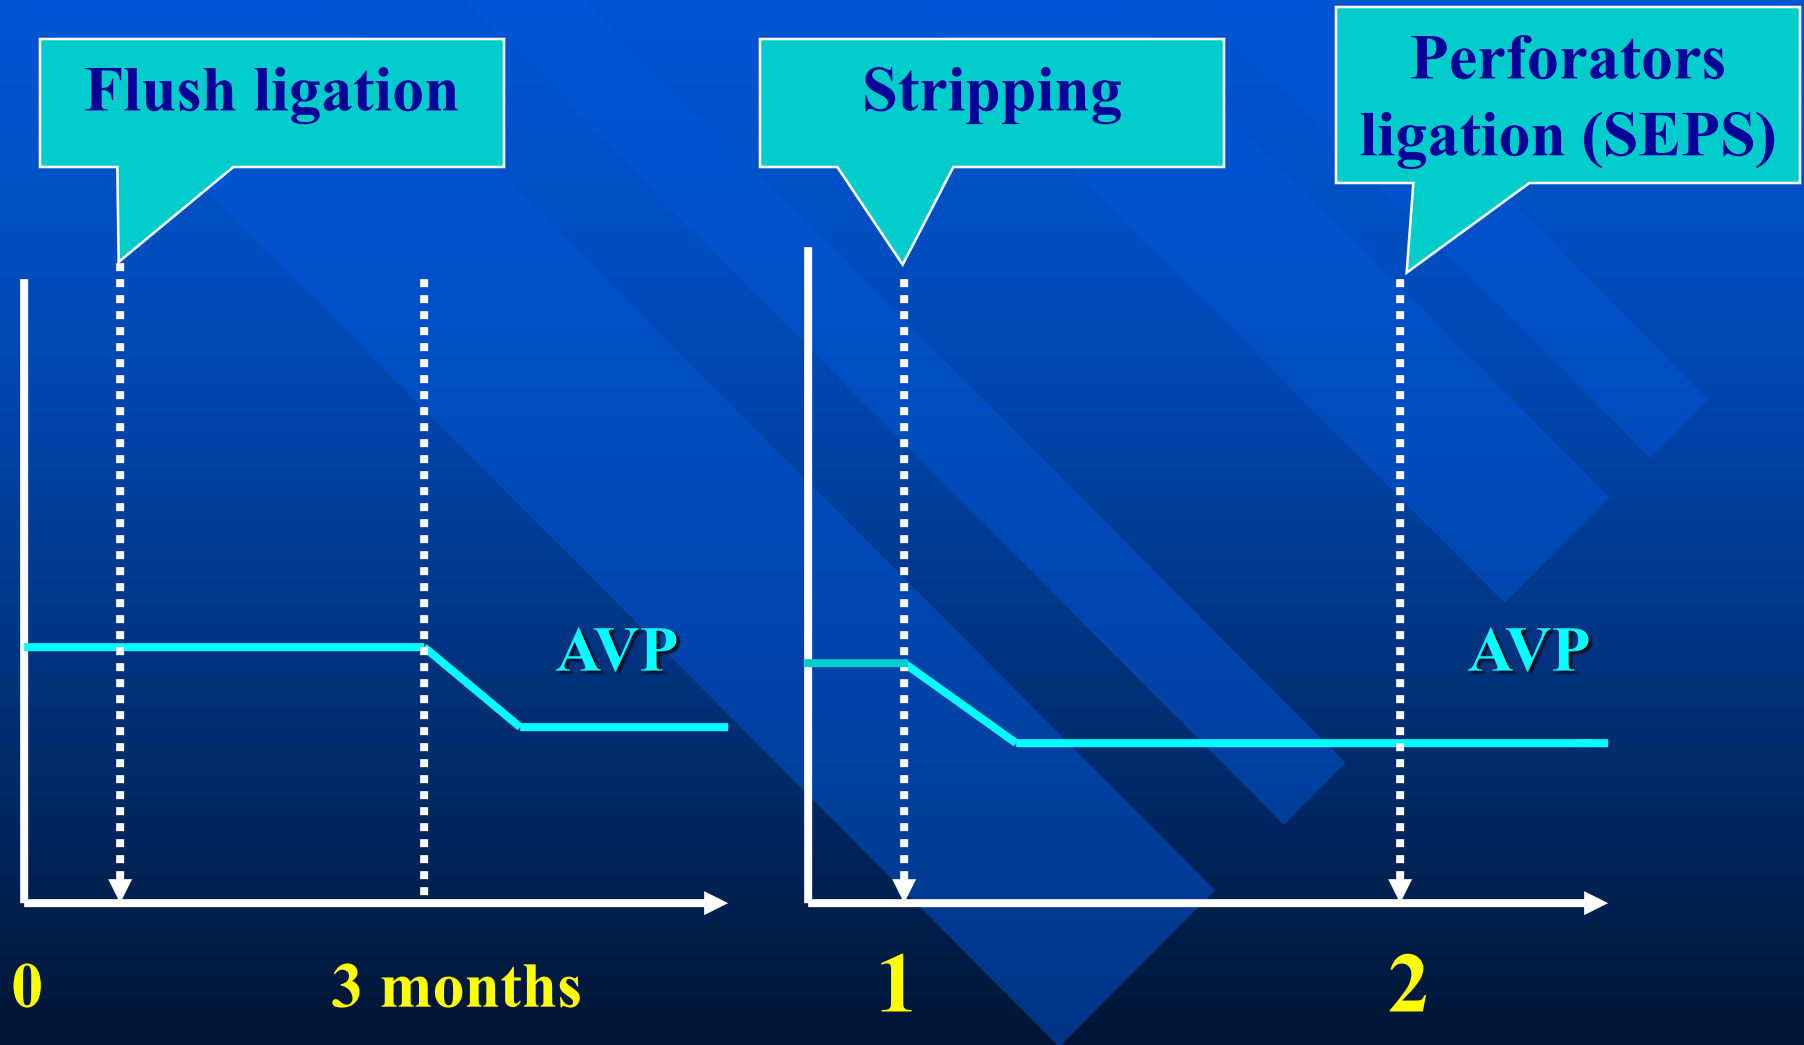 Flush ligation
Stripping
Perforators
ligation (SEPS)
AVP
AVP
0
3 months
1
2